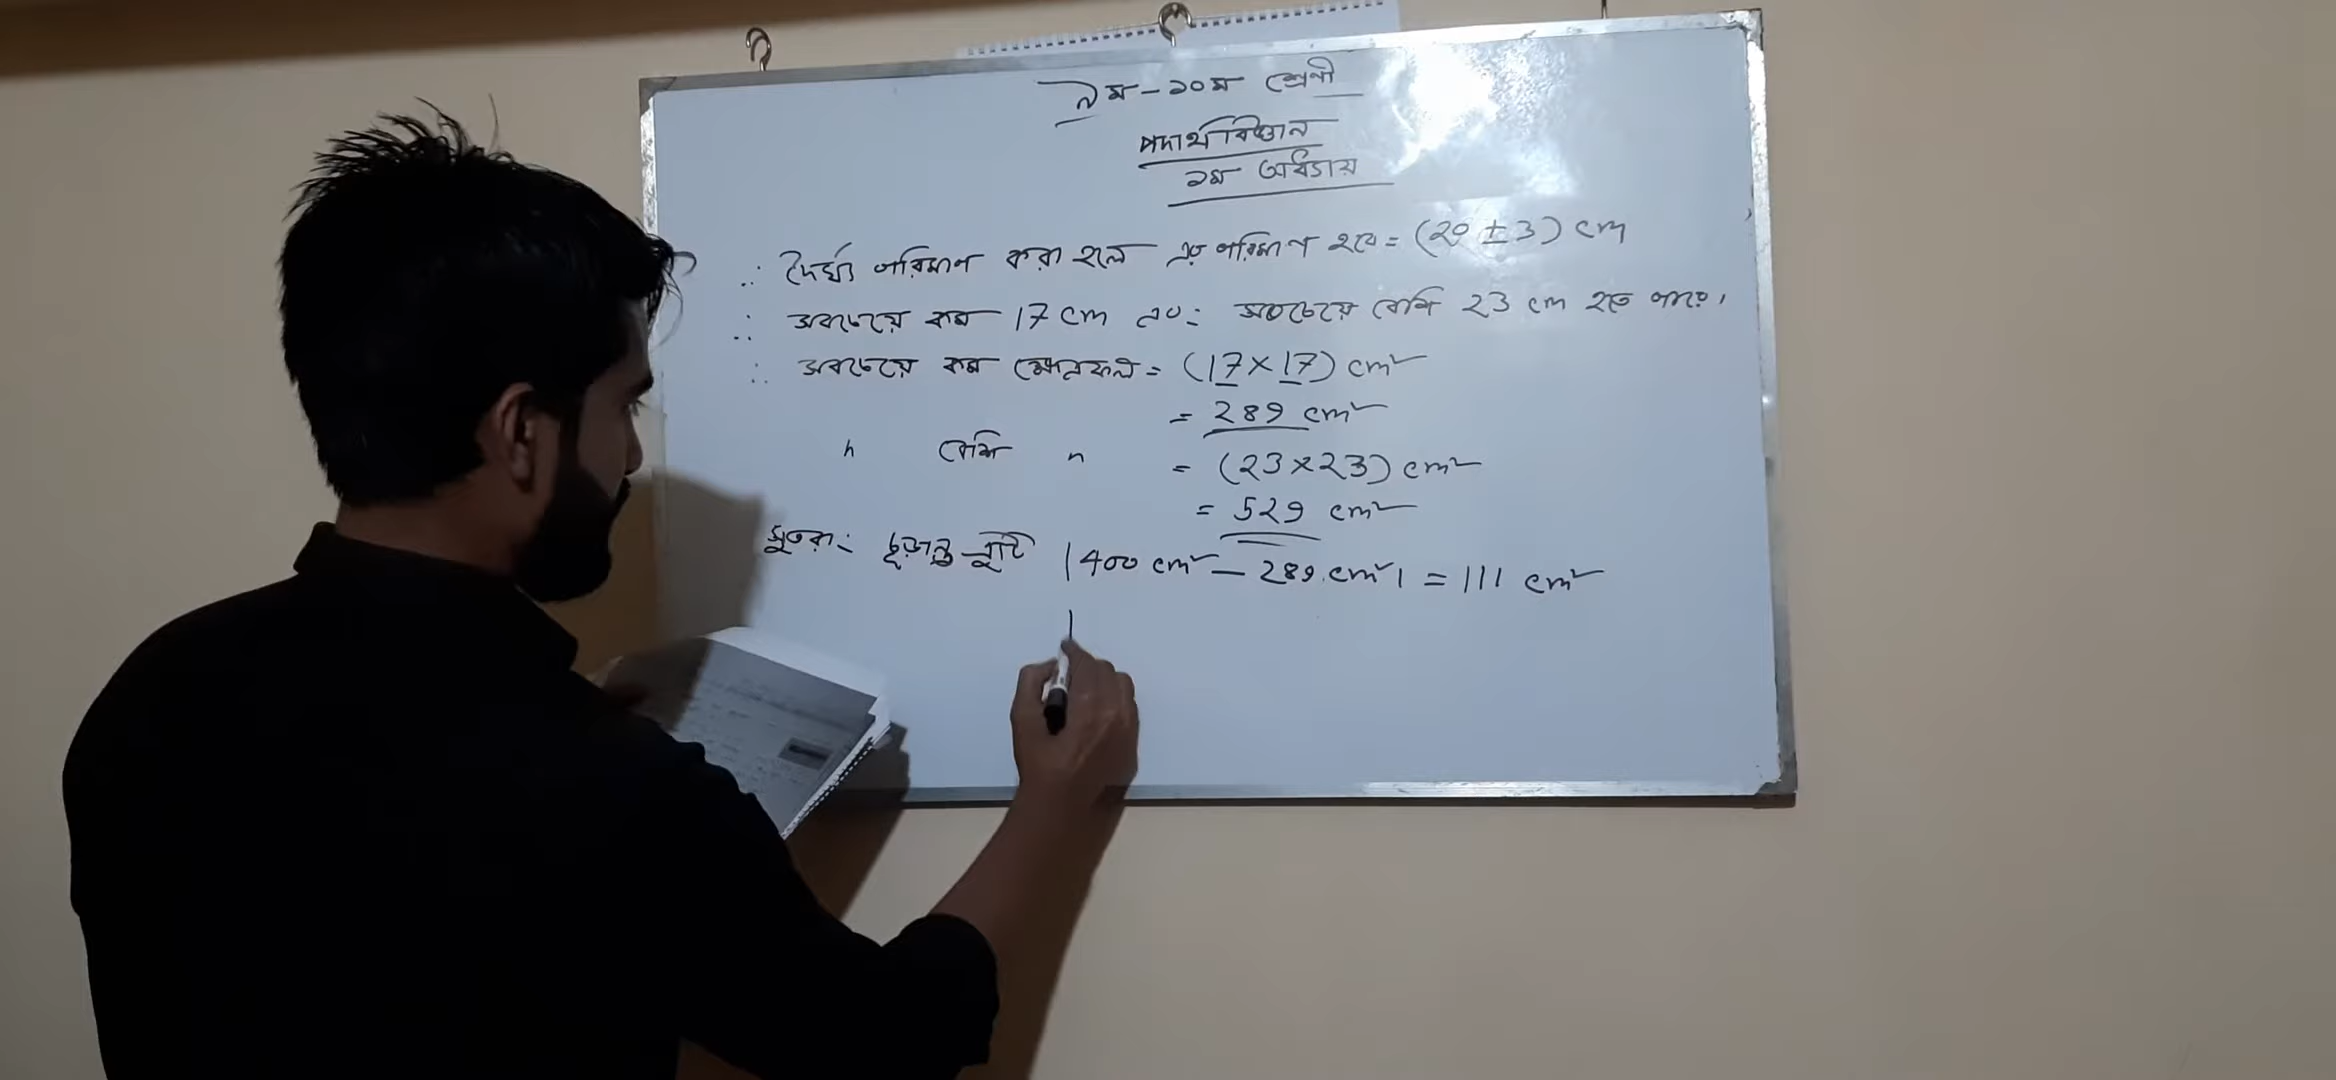 ৯ম - ১০ম শ্রেণী
পদার্থবিজ্ঞান
১ম অধ্যায়
∴ দৈর্ঘ্য পরিমাপ করা হলে এর পরিমাপ হবে = (20 ± 3) cm
∴ সবচেয়ে কম 17 cm এবং সবচেয়ে বেশি 23 cm হতে পারে।
∴ সবচেয়ে কম ক্ষেত্রফল = (17 × 17) cm²
= 289 cm²
" বেশি " = (23 × 23) cm²
= 529 cm²
সুতরাং চূড়ান্ত ত্রুটি |400 cm² - 289 cm²| = 111 cm²